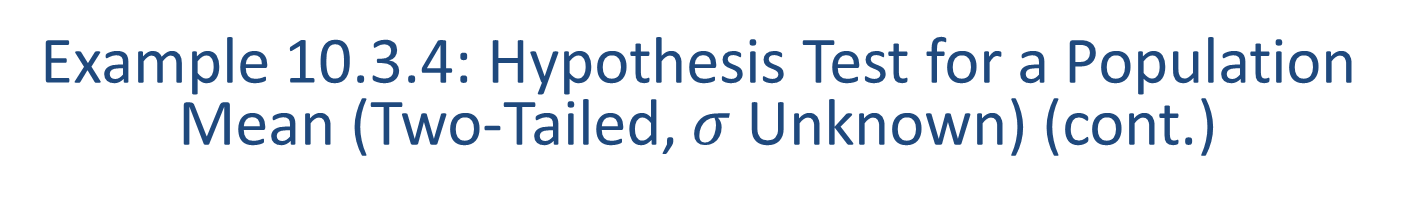 Example 10.3.4: Hypothesis Test for a Population
Mean (Two-Tailed, 𝜎 Unknown) (cont.)